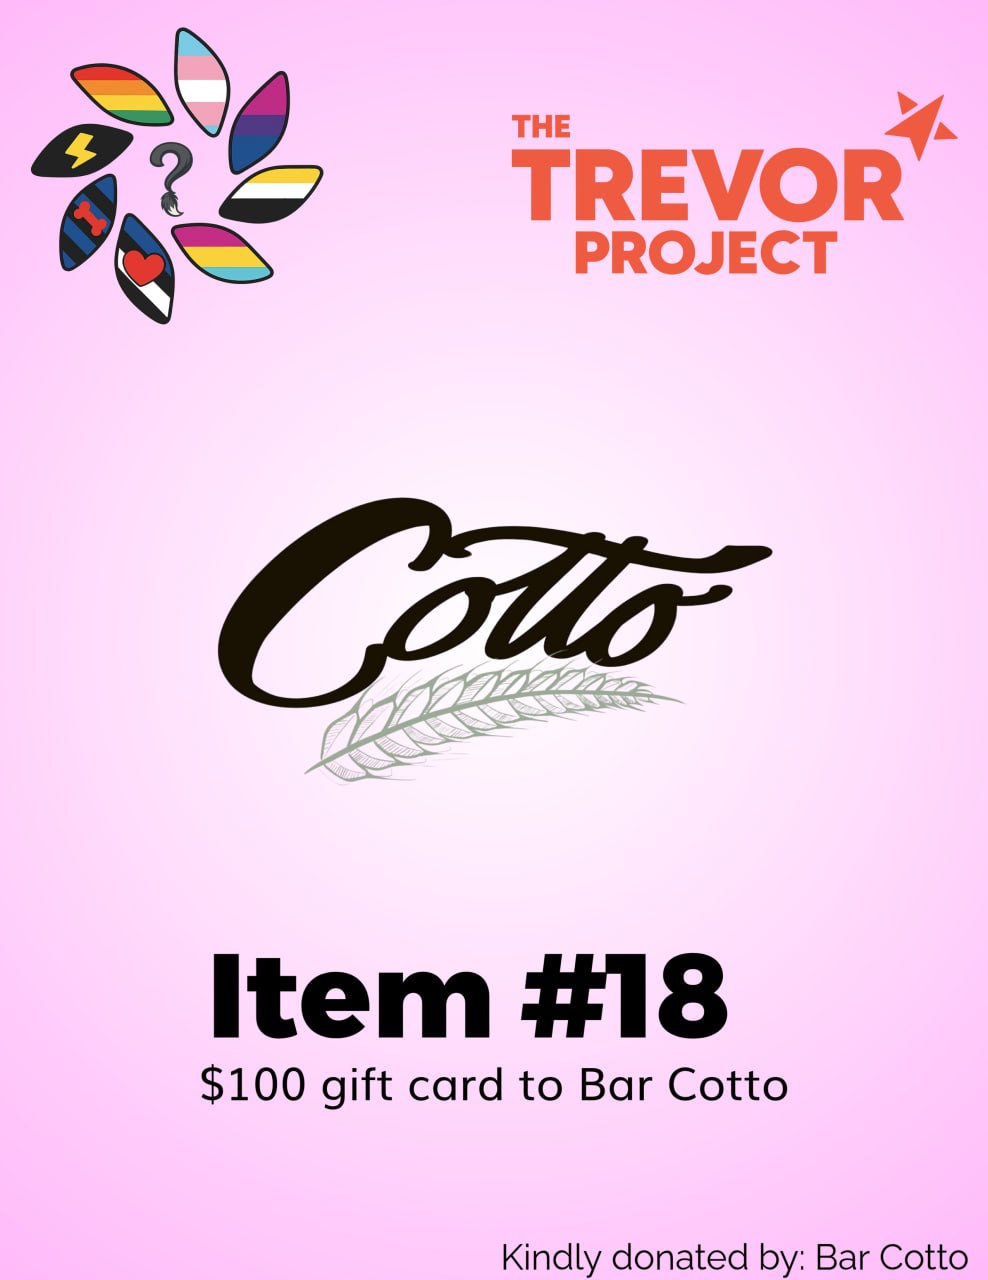 ?
THE
TREVOR
PROJECT
Cotto
Item #18
$100 gift card to Bar Cotto
Kindly donated by: Bar Cotto